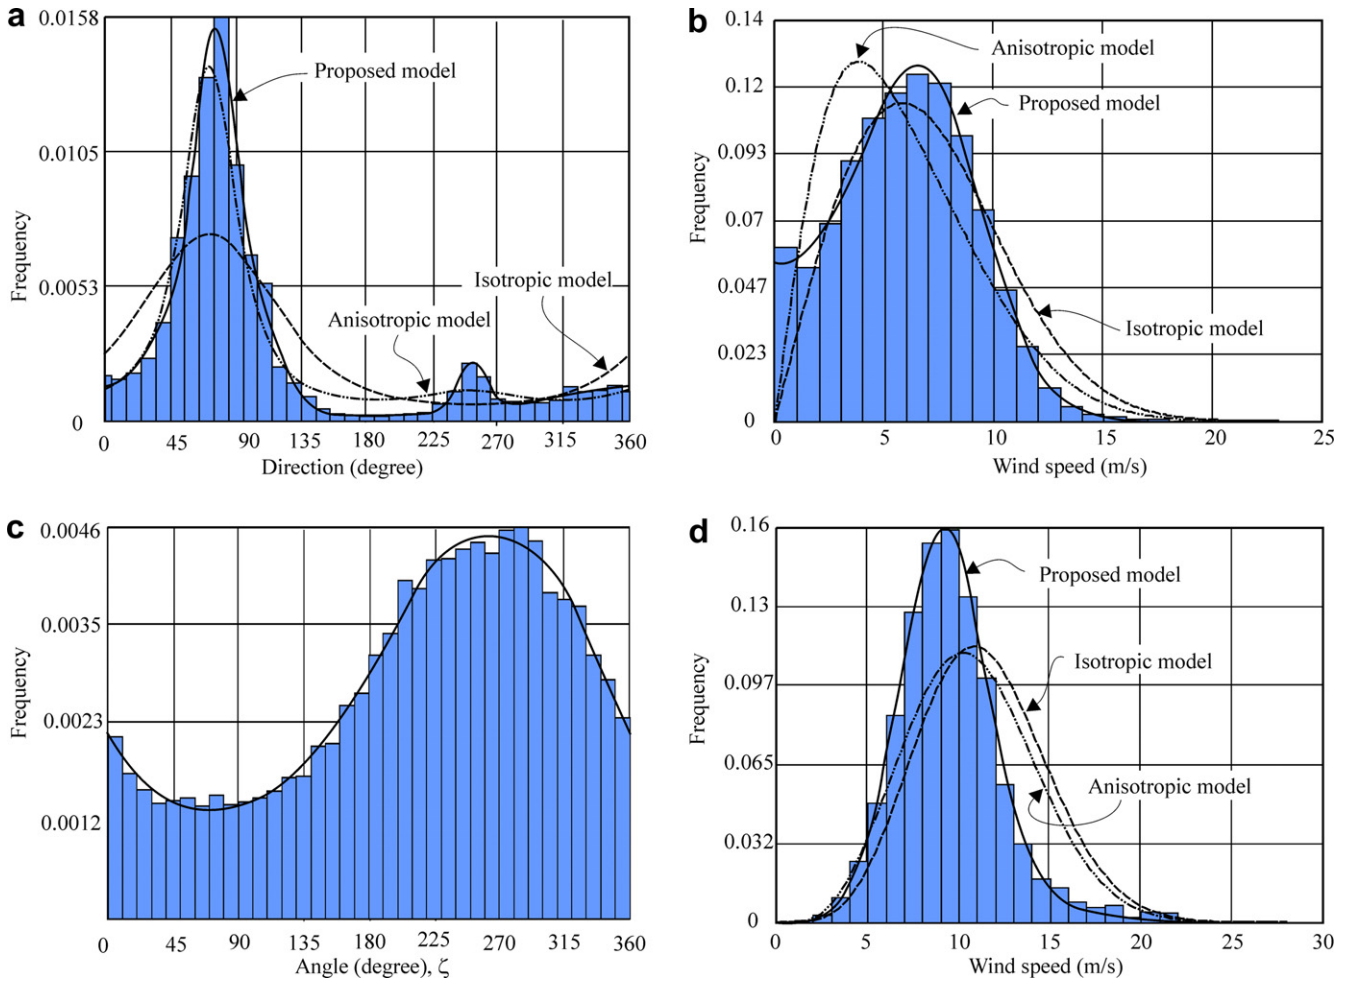 a
0.0158
0.0105
0.0053
0
Frequency
Proposed model
Isotropic model
Anisotropic model
0 45 90 135 180 225 270 315 360
Direction (degree)
b
0.14
0.12
0.093
0.07
0.047
0.023
0
Frequency
Anisotropic model
Proposed model
Isotropic model
0 5 10 15 20 25
Wind speed (m/s)
c
0.0046
0.0035
0.0023
0.0012
Frequency
0 45 90 135 180 225 270 315 360
Angle (degree), ζ
d
0.16
0.13
0.097
0.065
0.032
0
Frequency
Proposed model
Isotropic model
Anisotropic model
0 5 10 15 20 25 30
Wind speed (m/s)